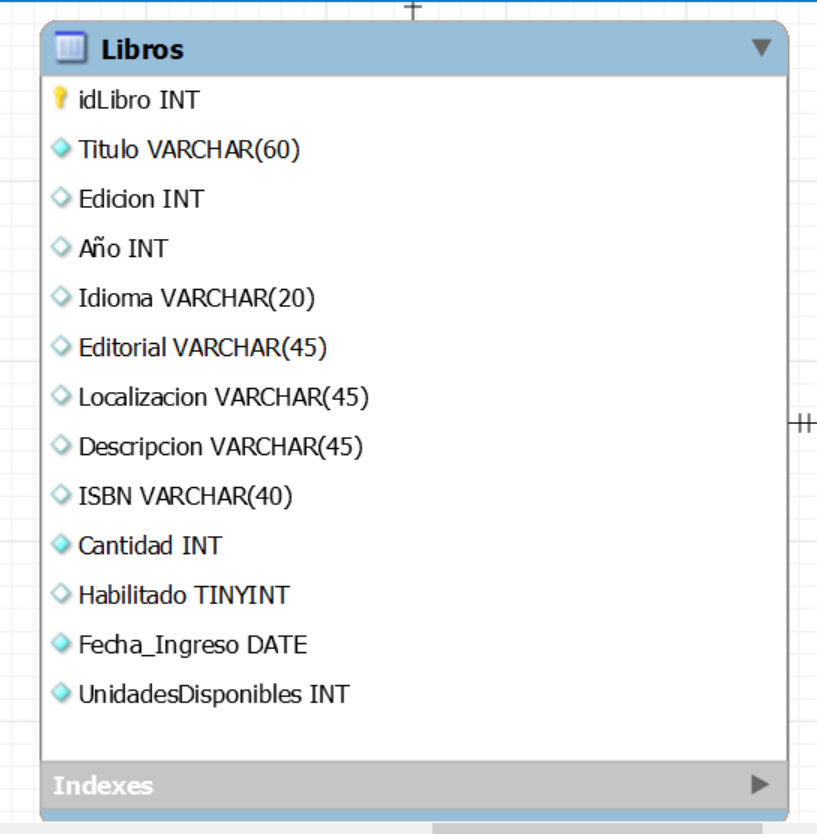 Libros
idLibro INT
Titulo VARCHAR(60)
Edicion INT
Año INT
Idioma VARCHAR(20)
Editorial VARCHAR(45)
Localizacion VARCHAR(45)
Descripcion VARCHAR(45)
ISBN VARCHAR(40)
Cantidad INT
Habilitado TINYINT
Fecha_Ingreso DATE
UnidadesDisponibles INT
Indexes